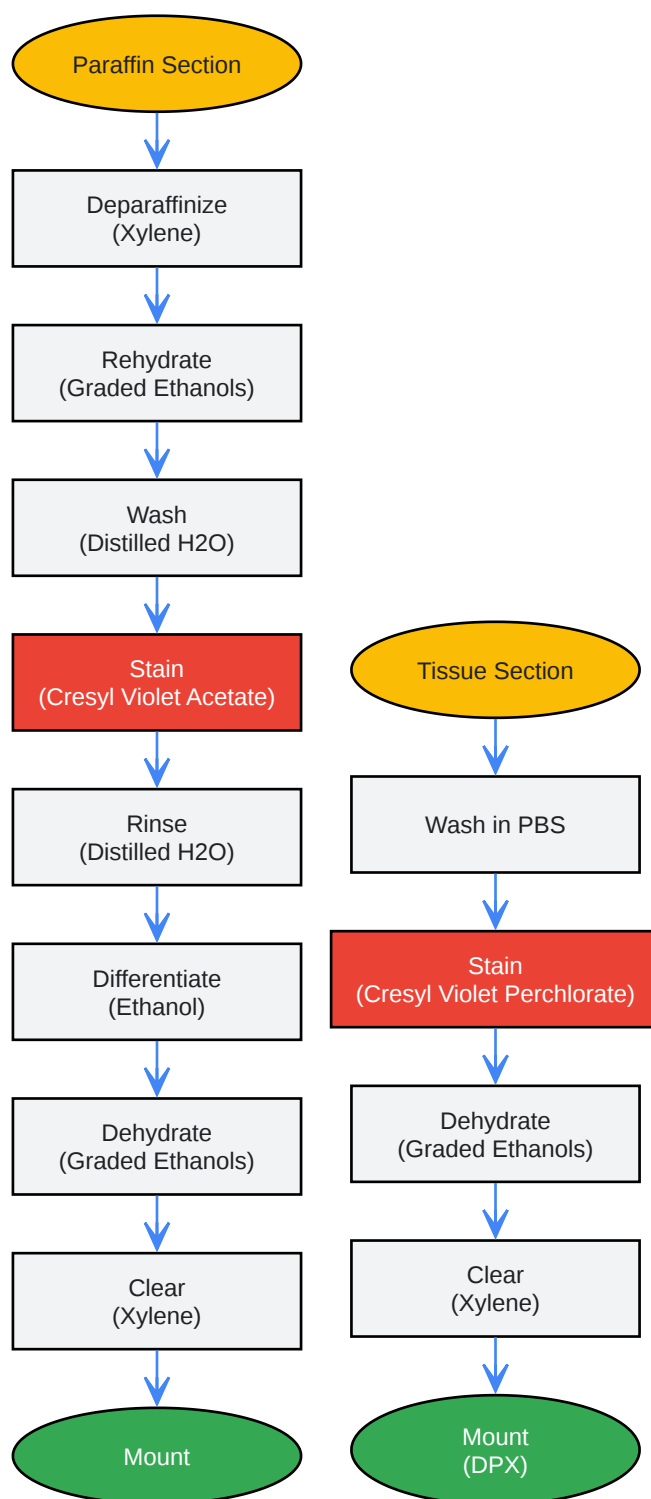 Paraffin Section
Deparaffinize
(Xylene)
Rehydrate
(Graded Ethanols)
Wash
(Distilled H2O)
Stain
(Cresyl Violet Acetate)
Rinse
(Distilled H2O)
Differentiate
(Ethanol)
Dehydrate
(Graded Ethanols)
Clear
(Xylene)
Mount
Tissue Section
Wash in PBS
Stain
(Cresyl Violet Perchlorate)
Dehydrate
(Graded Ethanols)
Clear
(Xylene)
Mount
(DPX)